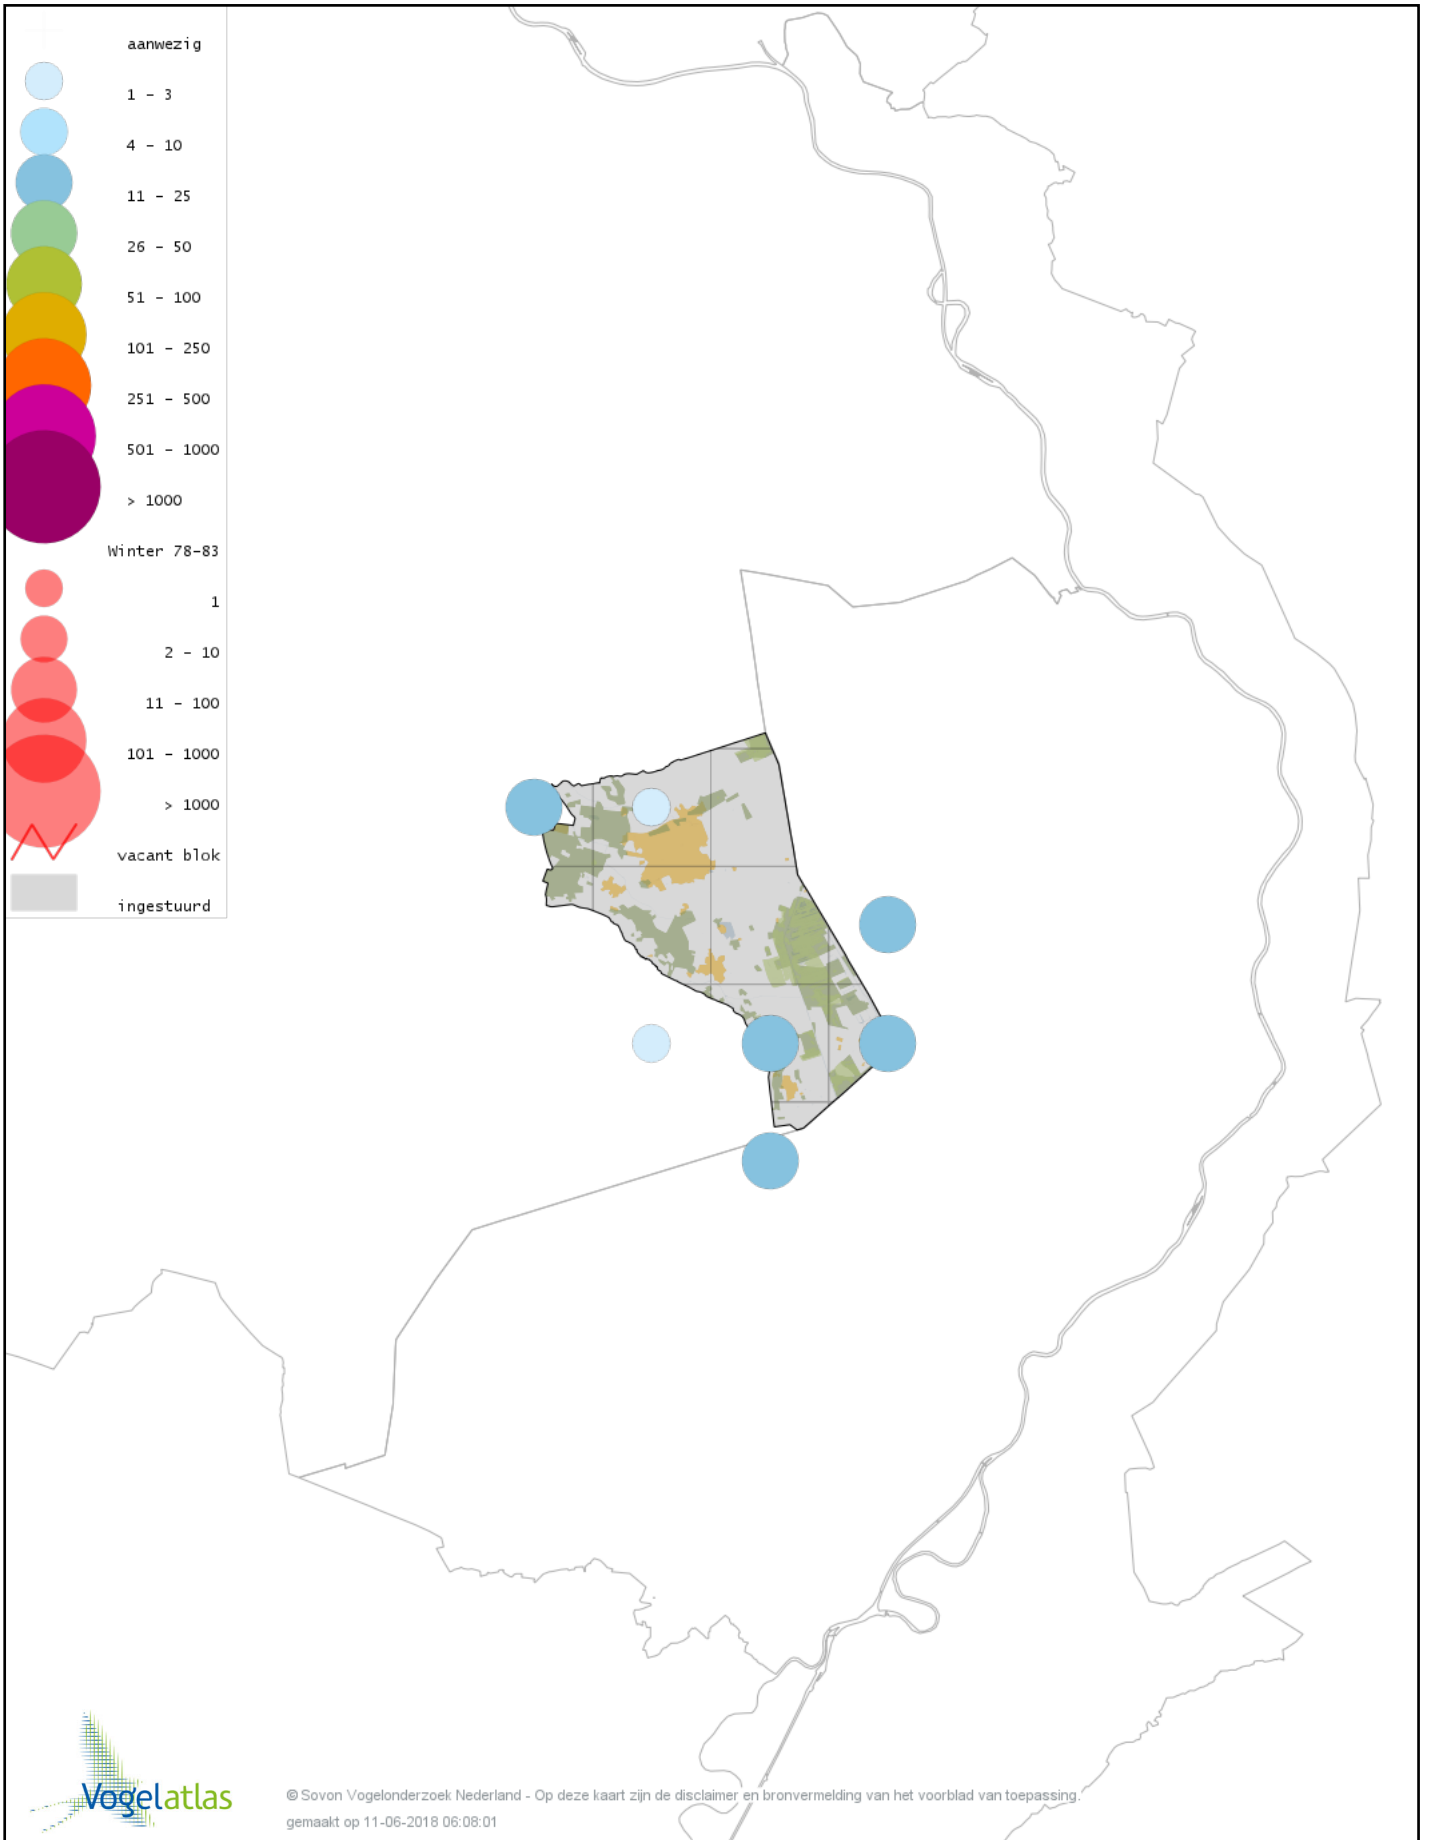 aanwezig
1 - 3
4 - 10
11 - 25
26 - 50
51 - 100
101 - 250
251 - 500
501 - 1000
> 1000
Winter 78-83
1
2 - 10
11 - 100
101 - 1000
> 1000
vacant blok
ingestuurd
Vogelatlas
© Sovon Vogelonderzoek Nederland - Op deze kaart zijn de disclaimer en bronvermelding van het voorblad van toepassing.
gemaakt op 11-06-2018 06:08:01